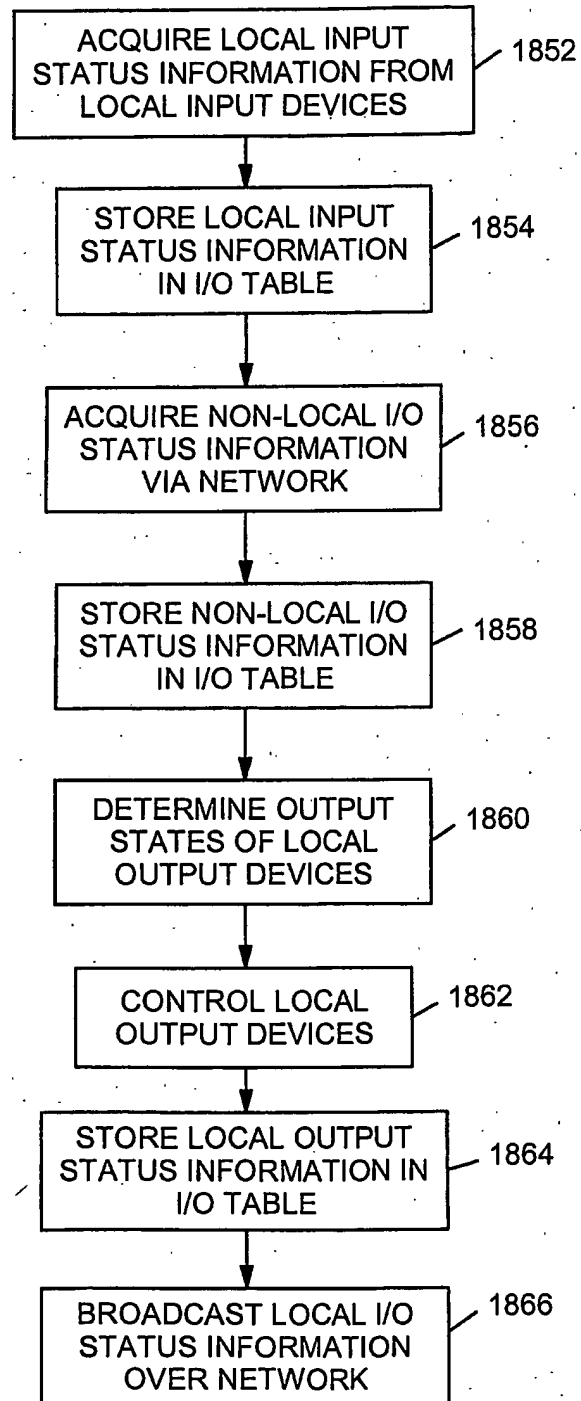 ACQUIRE LOCAL INPUT
STATUS INFORMATION FROM
LOCAL INPUT DEVICES
1852
STORE LOCAL INPUT
STATUS INFORMATION
IN I/O TABLE
1854
ACQUIRE NON-LOCAL I/O
STATUS INFORMATION
VIA NETWORK
1856
STORE NON-LOCAL I/O
STATUS INFORMATION
IN I/O TABLE
1858
DETERMINE OUTPUT
STATES OF LOCAL
OUTPUT DEVICES
1860
CONTROL LOCAL
OUTPUT DEVICES
1862
STORE LOCAL OUTPUT
STATUS INFORMATION IN
I/O TABLE
1864
BROADCAST LOCAL I/O
STATUS INFORMATION
OVER NETWORK
1866